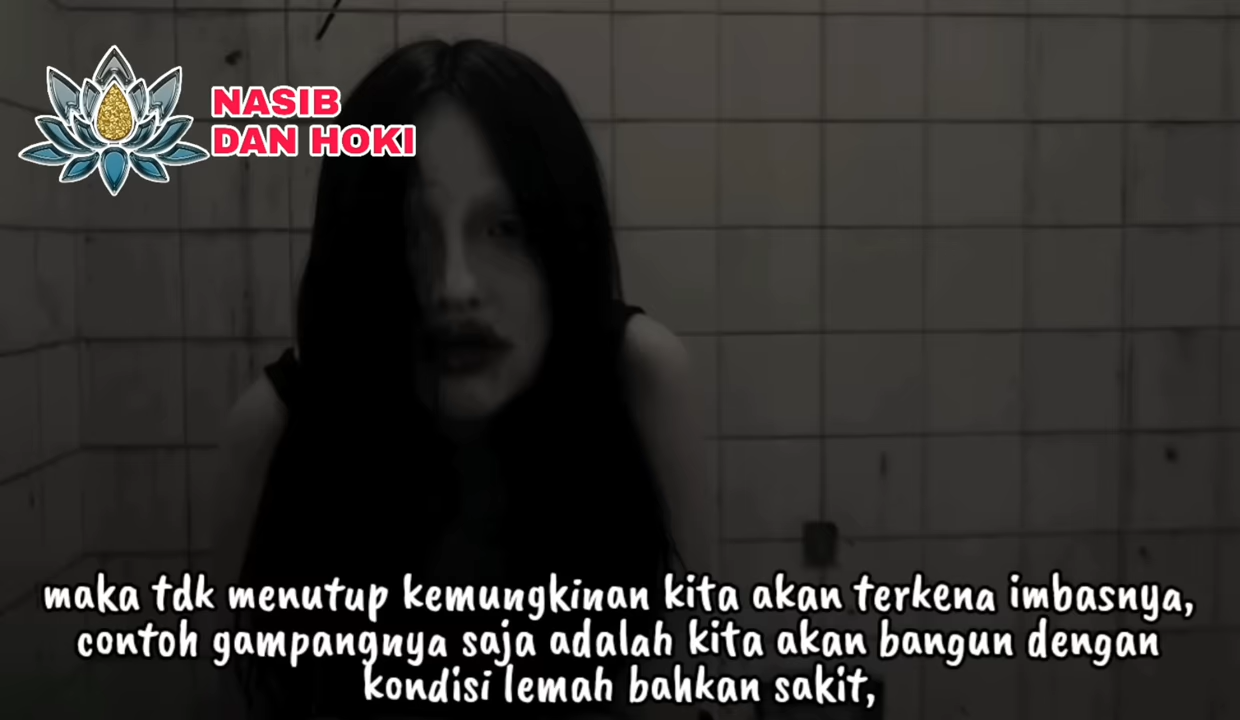 NASIB
DAN HOKI
maka tdk menutup kemungkinan kita akan terkena imbasnya,
contoh gampangnya saja adalah kita akan bangun dengan
kondisi lemah bahkan sakit,